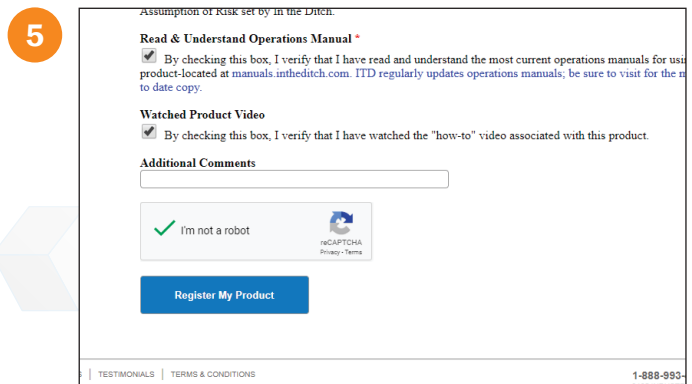 5
Assumption of Risk set by In the Ditch.
Read & Understand Operations Manual *
By checking this box, I verify that I have read and understand the most current operations manuals for
product-located at manuals.intheditch.com. ITD regularly updates operations manuals; be sure to visit for the
to date copy.
Watched Product Video
By checking this box, I verify that I have watched the "how-to" video associated with this product.
Additional Comments
I'm not a robot
reCAPTCHA
Privacy - Terms
Register My Product
TESTIMONIALS | TERMS & CONDITIONS
1-888-993-